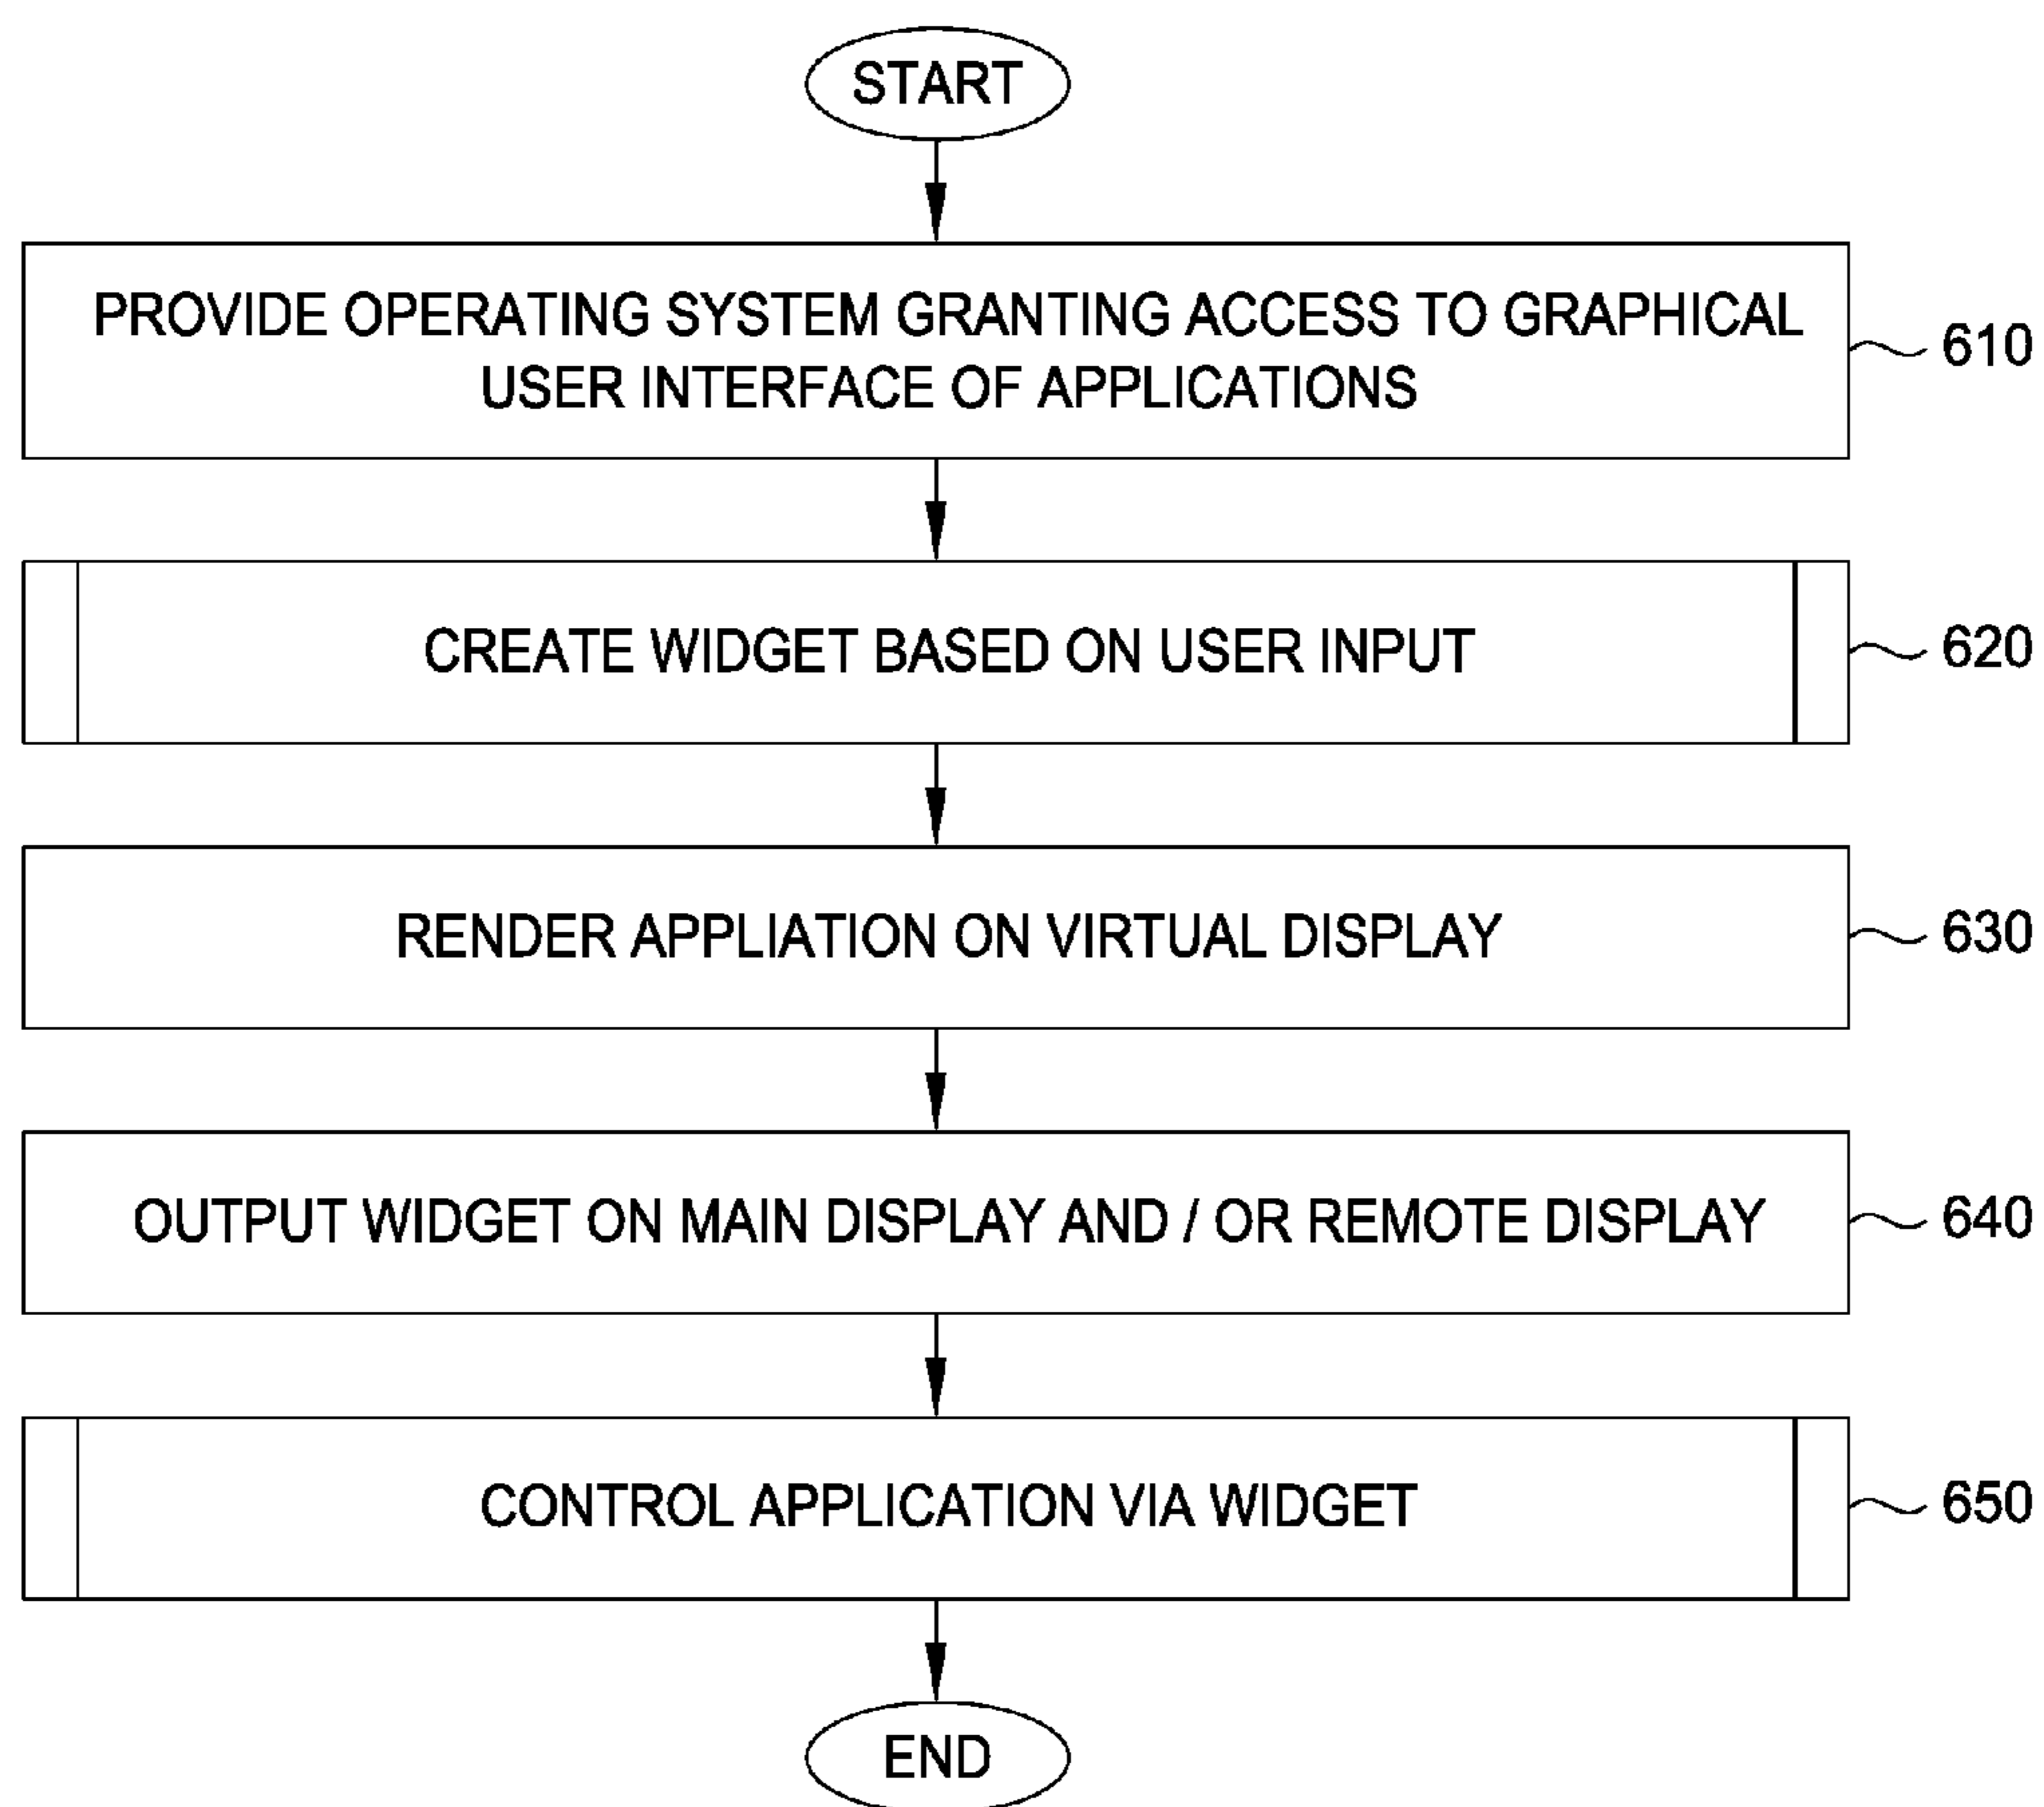 START
PROVIDE OPERATING SYSTEM GRANTING ACCESS TO GRAPHICAL
USER INTERFACE OF APPLICATIONS
610
CREATE WIDGET BASED ON USER INPUT
620
RENDER APPLIATION ON VIRTUAL DISPLAY
630
OUTPUT WIDGET ON MAIN DISPLAY AND / OR REMOTE DISPLAY
640
CONTROL APPLICATION VIA WIDGET
650
END